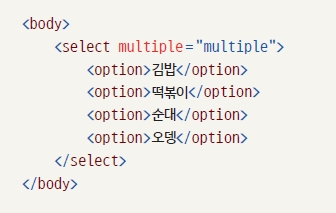 <body>
    <select multiple="multiple">
        <option>김밥</option>
        <option>떡볶이</option>
        <option>순대</option>
        <option>오뎅</option>
    </select>
</body>